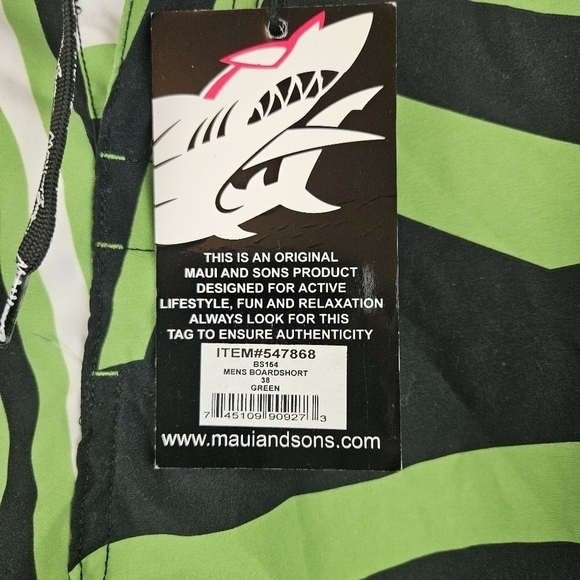 THIS IS AN ORIGINAL
MAUI AND SONS PRODUCT
DESIGNED FOR ACTIVE
LIFESTYLE, FUN AND RELAXATION
ALWAYS LOOK FOR THIS
TAG TO ENSURE AUTHENTICITY
ITEM#547868
BS164
MENS BOARDSHORT
38
GREEN
7 45109 90927 3
www.mauiandsons.com